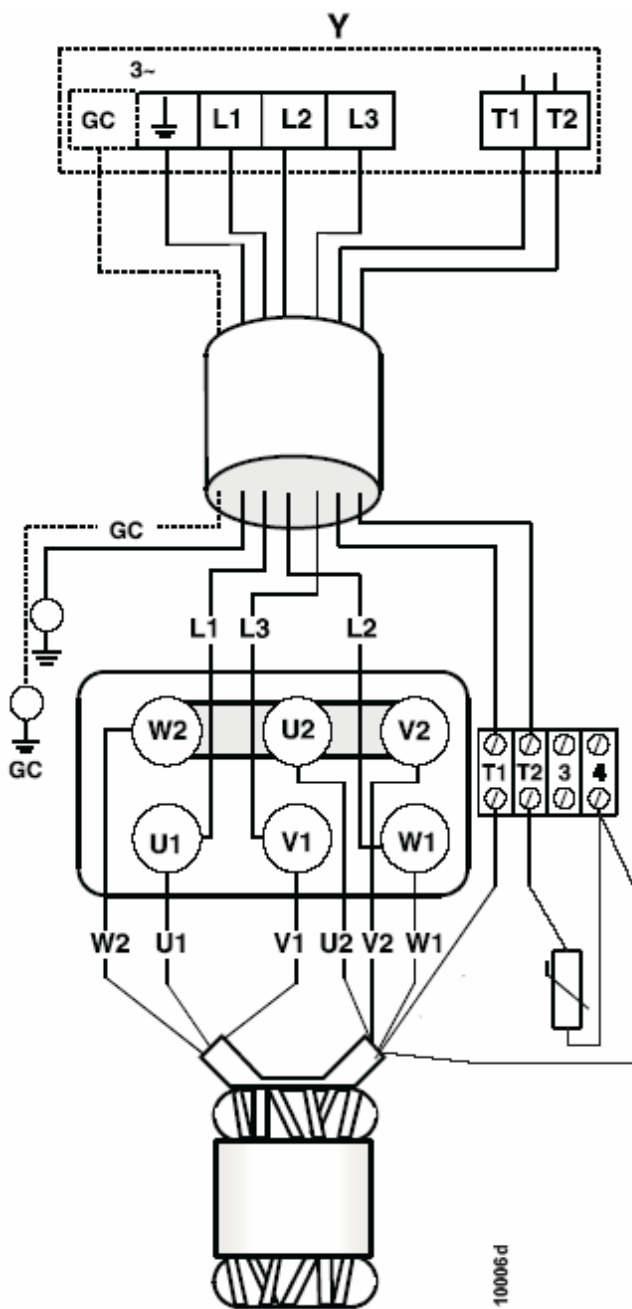 Y
3~
GC L1 L2 L3 T1 T2
GC
L1 L3 L2
W2 U2 V2
GC
T1 T2 3 4
U1 V1 W1
W2 U1 V1 U2 V2 W1
10006d